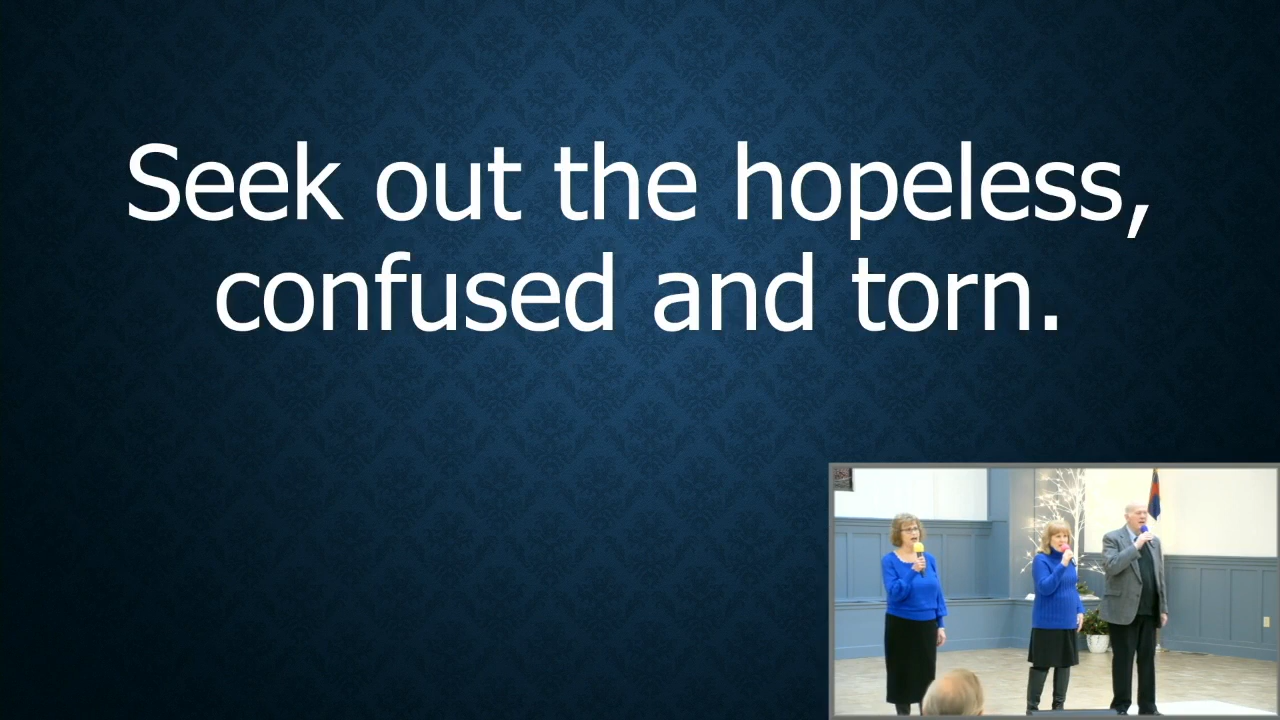 Seek out the hopeless,
confused and torn.